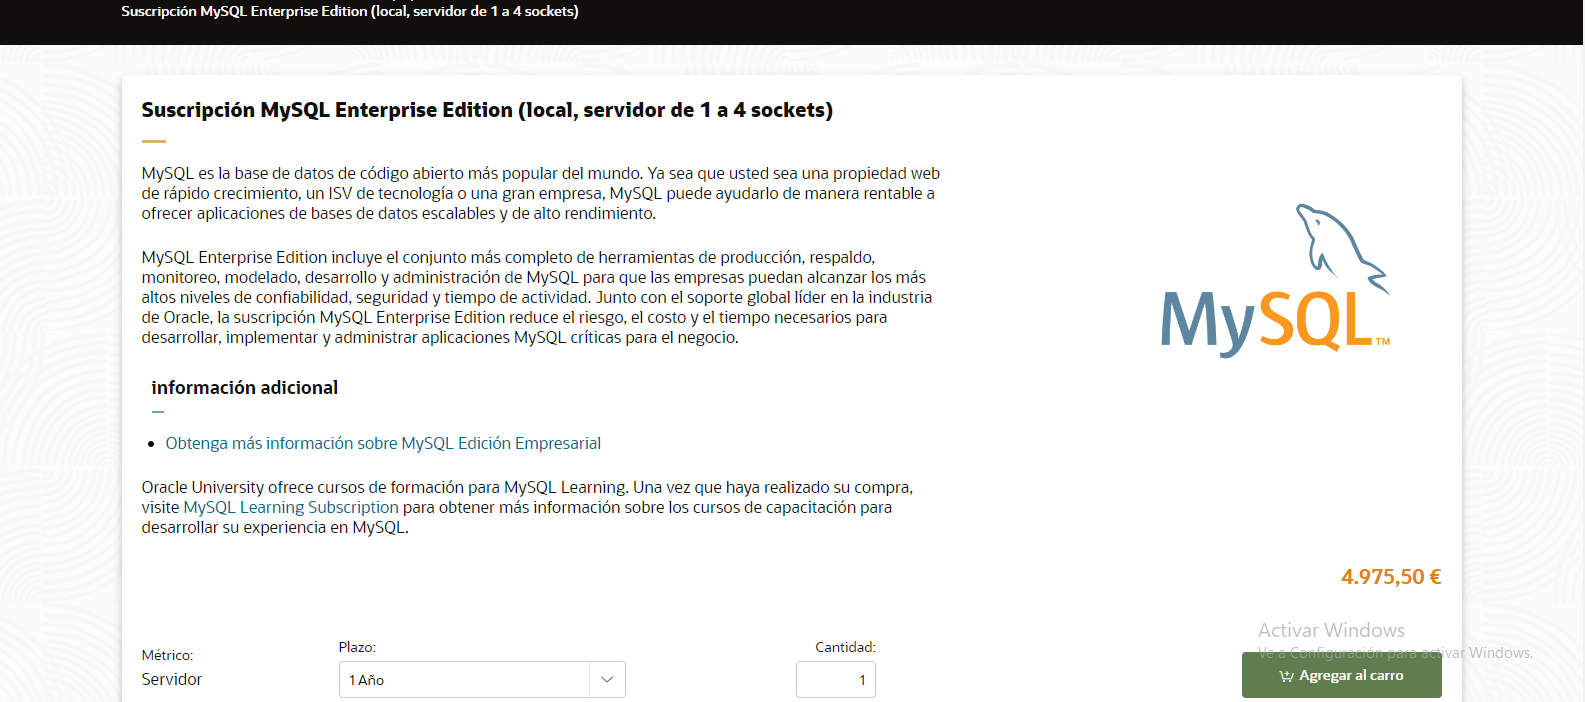 Suscripción MySQL Enterprise Edition (local, servidor de 1 a 4 sockets)
Suscripción MySQL Enterprise Edition (local, servidor de 1 a 4 sockets)
MySQL es la base de datos de código abierto más popular del mundo. Ya sea que usted sea una propiedad web
de rápido crecimiento, un ISV de tecnología o una gran empresa, MySQL puede ayudarlo de manera rentable a
ofrecer aplicaciones de bases de datos escalables y de alto rendimiento.
MySQL Enterprise Edition incluye el conjunto más completo de herramientas de producción, respaldo,
monitoreo, modelado, desarrollo y administración de MySQL para que las empresas puedan alcanzar los más
altos niveles de confiabilidad, seguridad y tiempo de actividad. Junto con el soporte global líder en la industria
de Oracle, la suscripción MySQL Enterprise Edition reduce el riesgo, el costo y el tiempo necesarios para
desarrollar, implementar y administrar aplicaciones MySQL críticas para el negocio.
MySQL™
información adicional
• Obtenga más información sobre MySQL Edición Empresarial
Oracle University ofrece cursos de formación para MySQL Learning. Una vez que haya realizado su compra,
visite MySQL Learning Subscription para obtener más información sobre los cursos de capacitación para
desarrollar su experiencia en MySQL.
4.975,50 €
Métrico:
Servidor
Plazo:
1 Año
Cantidad:
1
Activar Windows
Ve a Configuración para activar Windows.
Agregar al carro